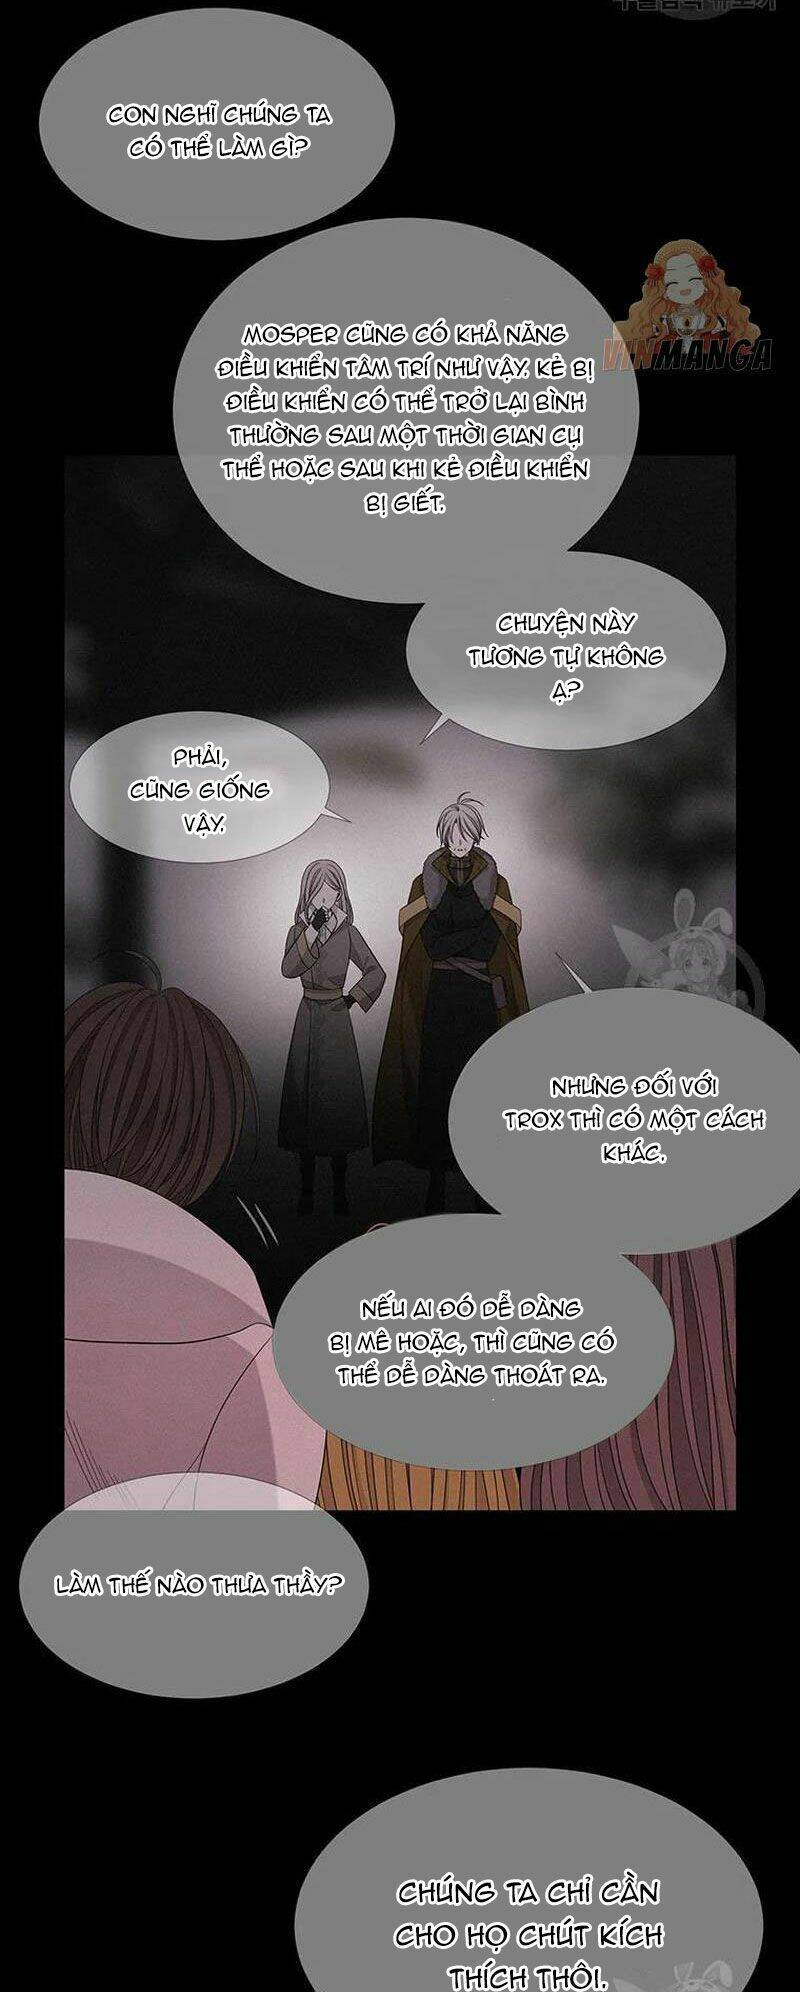 CON NGHĨ CHÚNG TA
CÓ THỂ LÀM GÌ?
MOSPER CŨNG CÓ KHẢ NĂNG
ĐIỀU KHIỂN TÂM TRÍ NHƯ VẬY. KẺ BỊ
ĐIỀU KHIỂN CÓ THỂ TRỞ LẠI BÌNH
THƯỜNG SAU MỘT THỜI GIAN CỤ
THỂ HOẶC SAU KHI KẺ ĐIỀU KHIỂN
BỊ GIẾT.
VINMANGA
CHUYỆN NÀY
TƯƠNG TỰ KHÔNG
Ạ?
PHẢI,
CŨNG GIỐNG
VẬY.
NHƯNG ĐỐI VỚI
TROX THÌ CÓ MỘT CÁCH
KHÁC.
NẾU AI ĐÓ DỄ DÀNG
BỊ MÊ HOẶC, THÌ CŨNG CÓ
THỂ DỄ DÀNG THOÁT RA.
LÀM THẾ NÀO THƯA THẦY?
CHÚNG TA CHỈ CẦN
CHO HỌ CHÚT KÍCH
THÍCH THÔI.